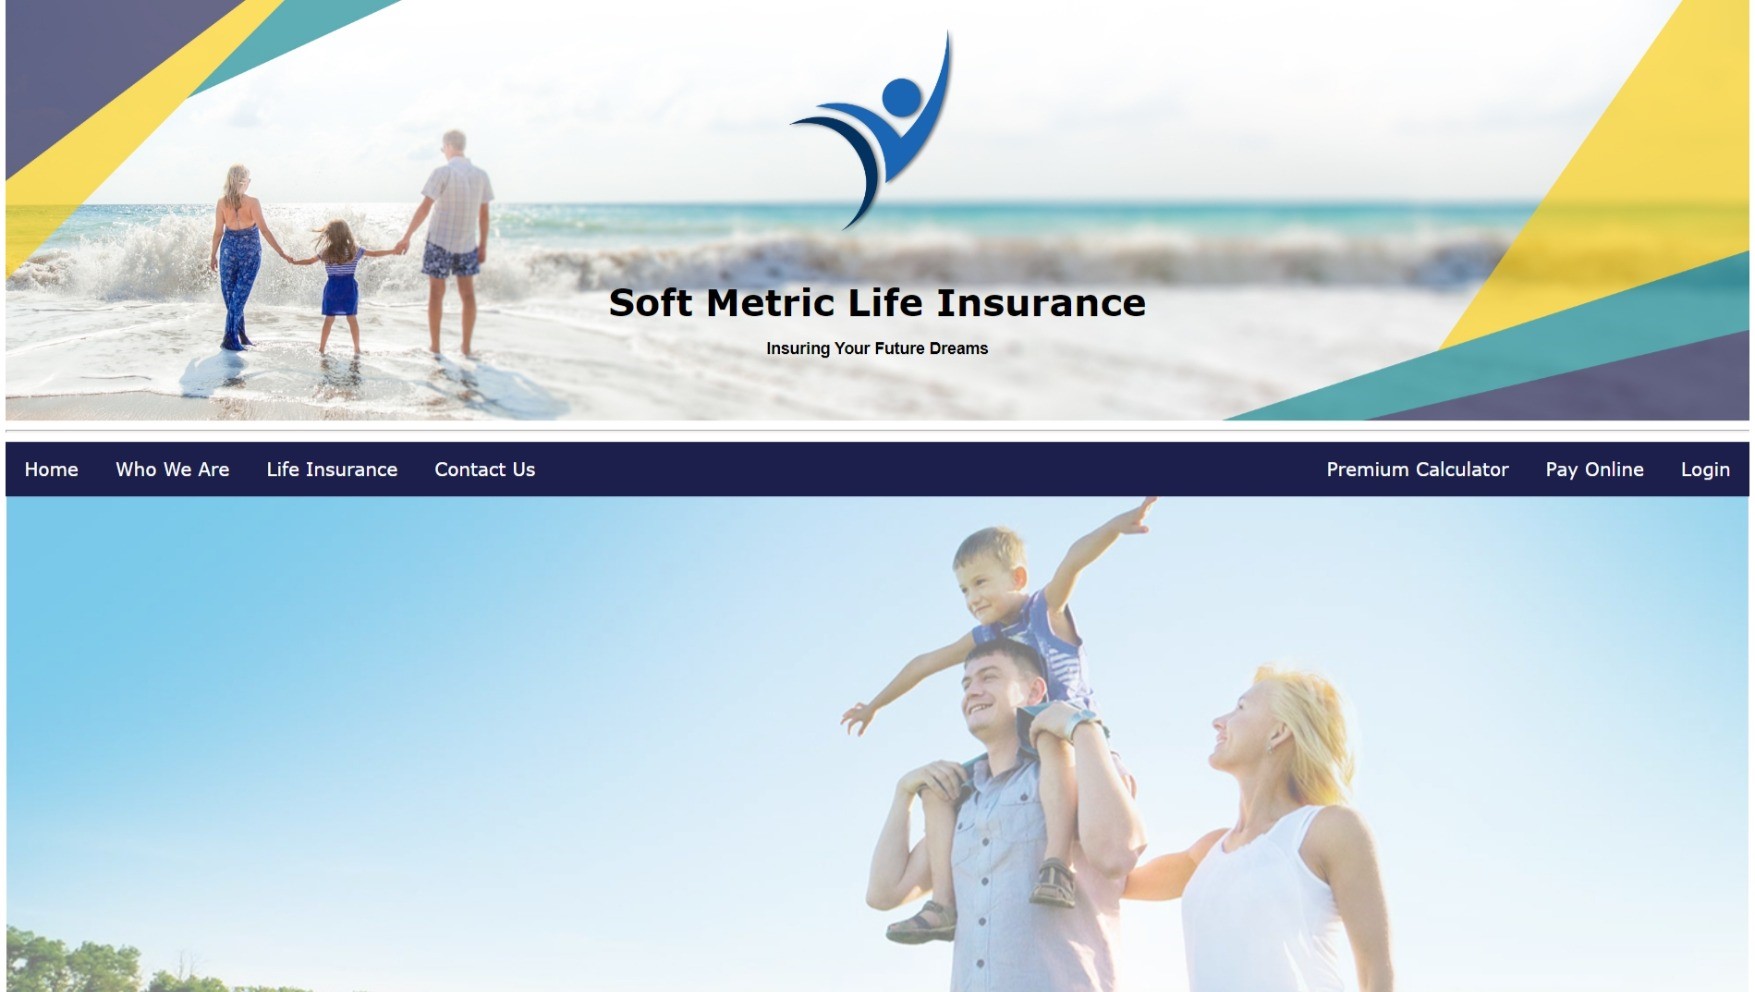 Soft Metric Life Insurance
Insuring Your Future Dreams
Home Who We Are Life Insurance Contact Us Premium Calculator Pay Online Login